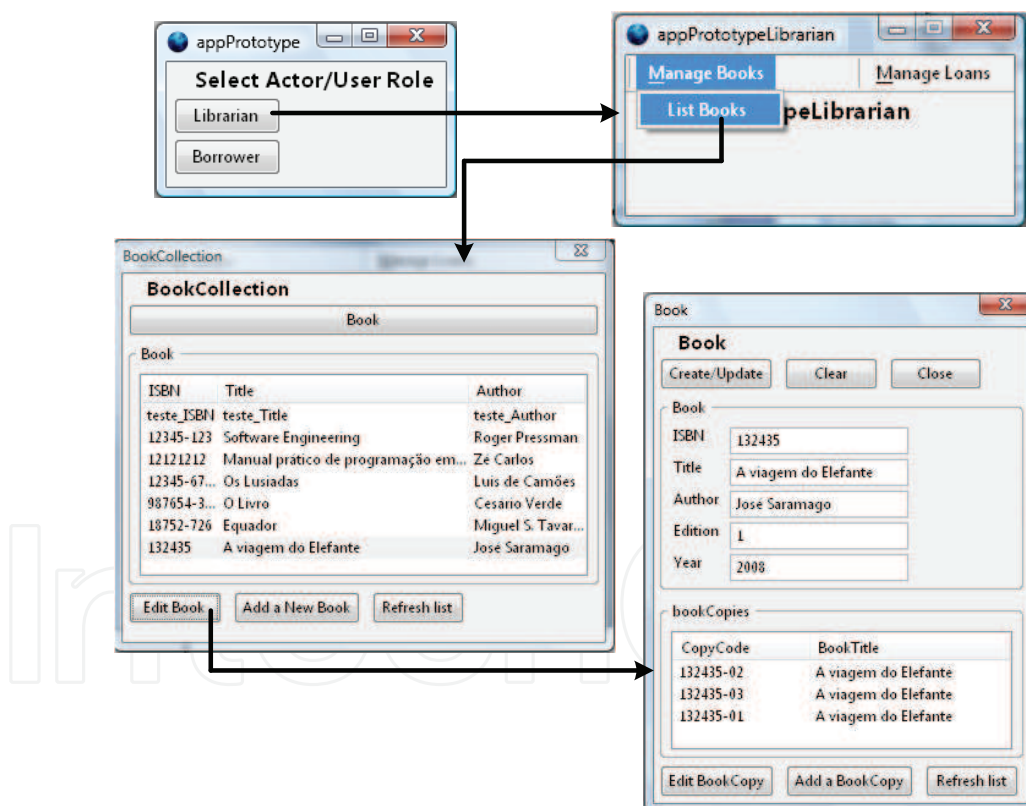 appPrototype
Select Actor/User Role
Librarian
Borrower
appPrototypeLibrarian
Manage Books Manage Loans
List Books peLibrarian
BookCollection
BookCollection
Book
Book
ISBN Title Author
teste_ISBN teste_Title teste_Author
12345-123 Software Engineering Roger Pressman
12121212 Manual prático de programação em... Zé Carlos
12345-67... Os Lusiadas Luis de Camões
987654-3... O Livro Cesário Verde
18752-726 Equador Miguel S. Tavar...
132435 A viagem do Elefante José Saramago
Edit Book Add a New Book Refresh list
Book
Book
Create/Update Clear Close
Book
ISBN 132435
Title A viagem do Elefante
Author José Saramago
Edition 1
Year 2008
bookCopies
CopyCode BookTitle
132435-02 A viagem do Elefante
132435-03 A viagem do Elefante
132435-01 A viagem do Elefante
Edit BookCopy Add a BookCopy Refresh list